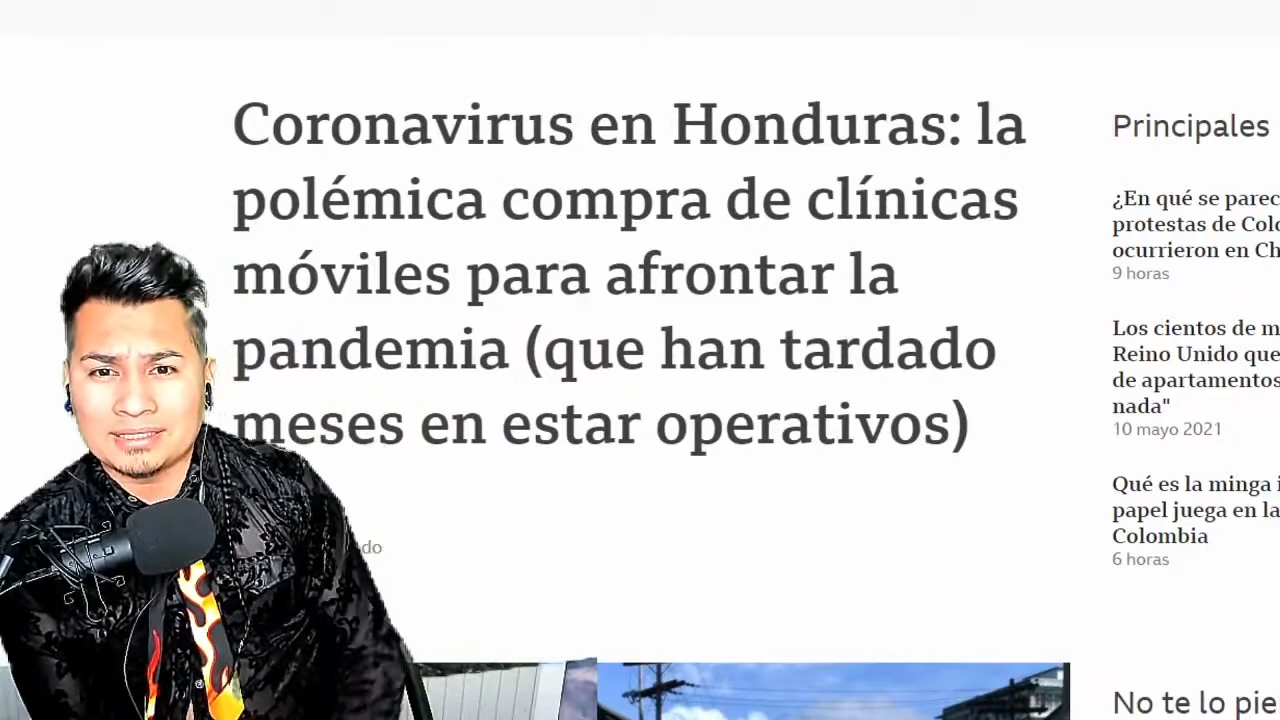 Coronavirus en Honduras: la
polémica compra de clínicas
móviles para afrontar la
pandemia (que han tardado
meses en estar operativos)
Principales
¿En qué se parec
protestas de Colo
ocurrieron en Ch
9 horas
Los cientos de m
Reino Unido que
de apartamentos
nada"
10 mayo 2021
Qué es la minga i
papel juega en la
Colombia
6 horas
No te lo pie